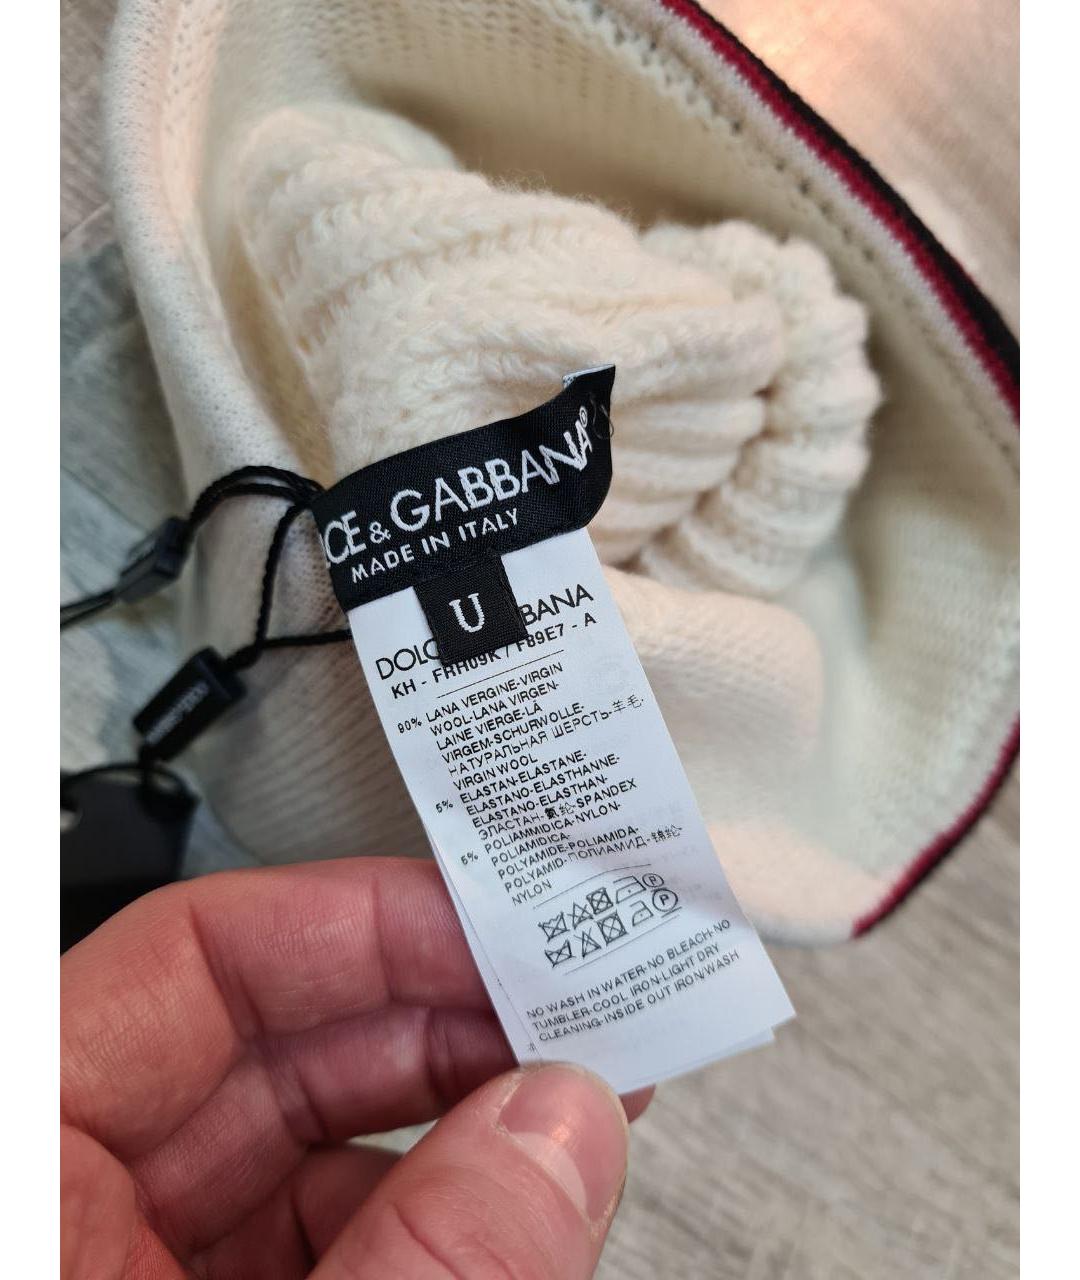 CE & GABBANA®
MADE IN ITALY
U
DOLC BANA
KH - FHH09K / F89E7 - A
90% LANA VERGINE-VIRGIN
WOOL-LANA VIRGEN-
LAINE VIERGE-LÃ
VIRGEM-SCHURWOLLE-
НАТУРАЛЬНАЯ ШЕРСТЬ-羊毛-
VIRGIN WOOL
5% ELASTAN-ELASTANE-
ELASTANO-ELASTHANNE-
ELASTANO-ELASTHAN-
ЭЛАСТАН-氨纶-SPANDEX
5% POLIAMMIDICA-NYLON-
POLIAMIDICA-
POLYAMIDE-POLIAMIDA-
POLYAMID-ПОЛИАМИД-锦纶-
NYLON
P
P
NO WASH IN WATER-NO BLEACH-NO
TUMBLER-COOL IRON-LIGHT DRY
CLEANING-INSIDE OUT IRON/WASH